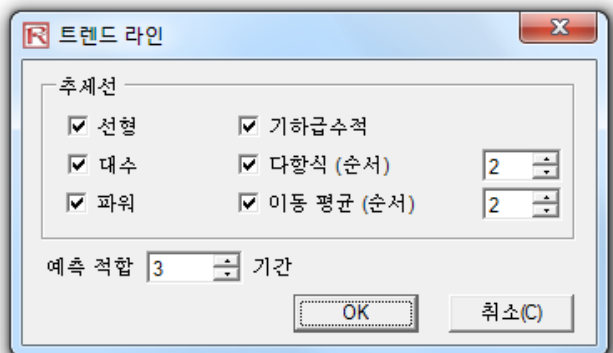 R 트렌드 라인
추세선
선형 기하급수적
대수 다항식 (순서) 2
파워 이동 평균 (순서) 2
예측 적합 3 기간
OK 취소(C)